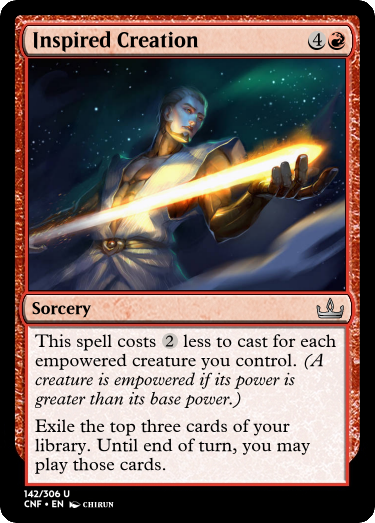 Inspired Creation 4
Sorcery
This spell costs 2 less to cast for each
empowered creature you control. (A
creature is empowered if its power is
greater than its base power.)
Exile the top three cards of your
library. Until end of turn, you may
play those cards.
142/306 U
CNF • EN CHIRUN